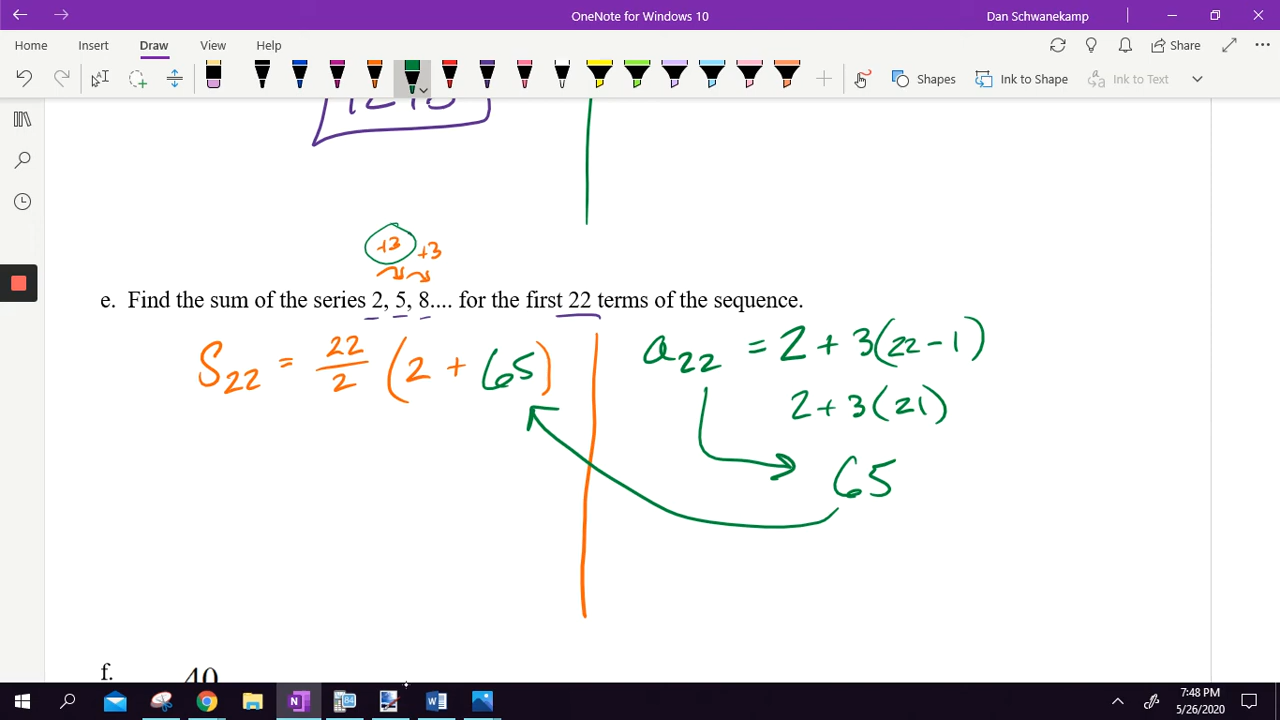 OneNote for Windows 10
Dan Schwanekamp
Home Insert Draw View Help
Share
Shapes
Ink to Shape
Ink to Text
+3 +3
e. Find the sum of the series 2, 5, 8.... for the first 22 terms of the sequence.
S22 = 22/2 (2 + 65)
a22 = 2 + 3(22 - 1)
2 + 3(21)
65
f.
40
7:48 PM
5/26/2020